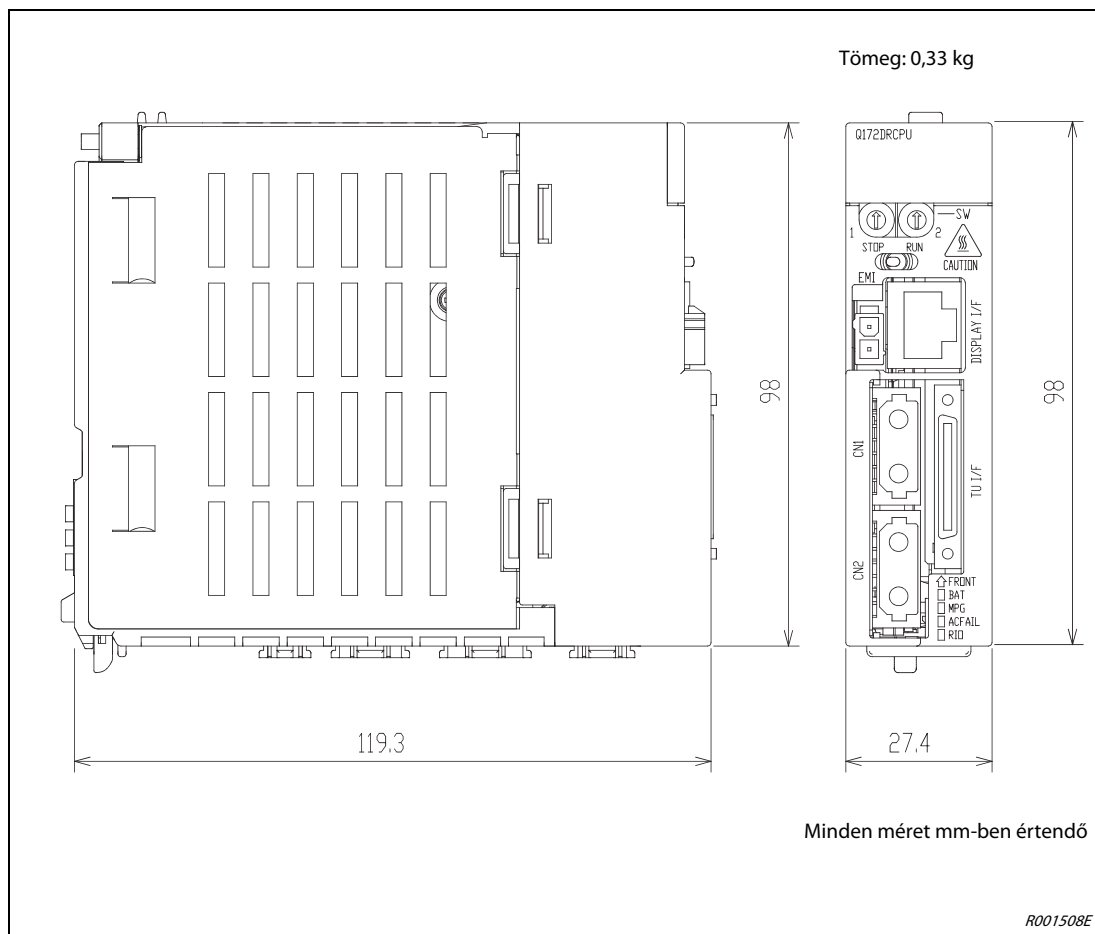 Tömeg: 0,33 kg
Q172DRCPU
SW
1
2
STOP
RUN
CAUTION
EMI
DISPLAY I/F
98
98
CN1
TU I/F
CN2
FRONT
BAT
MPG
ACFAIL
RIO
119,3
27,4
Minden méret mm-ben értendő
R001508E